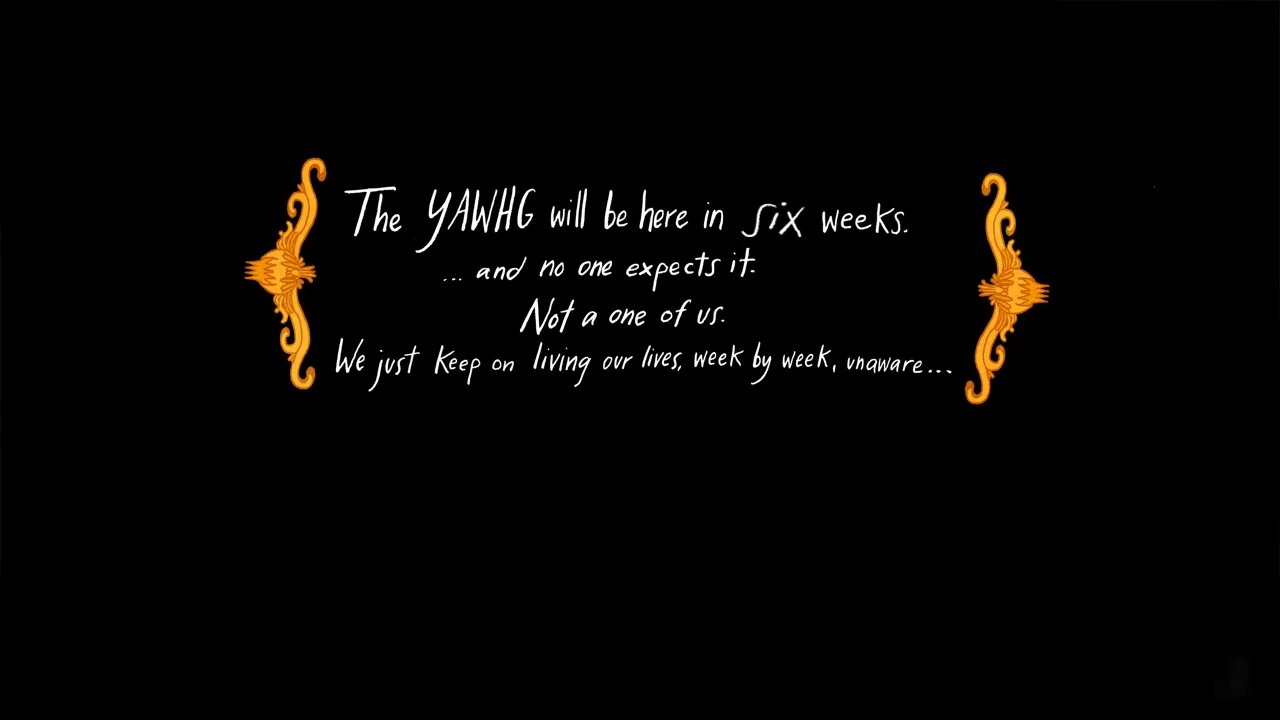 The YAWHG will be here in six weeks.
... and no one expects it.
Not a one of us.
We just keep on living our lives, week by week, unaware...